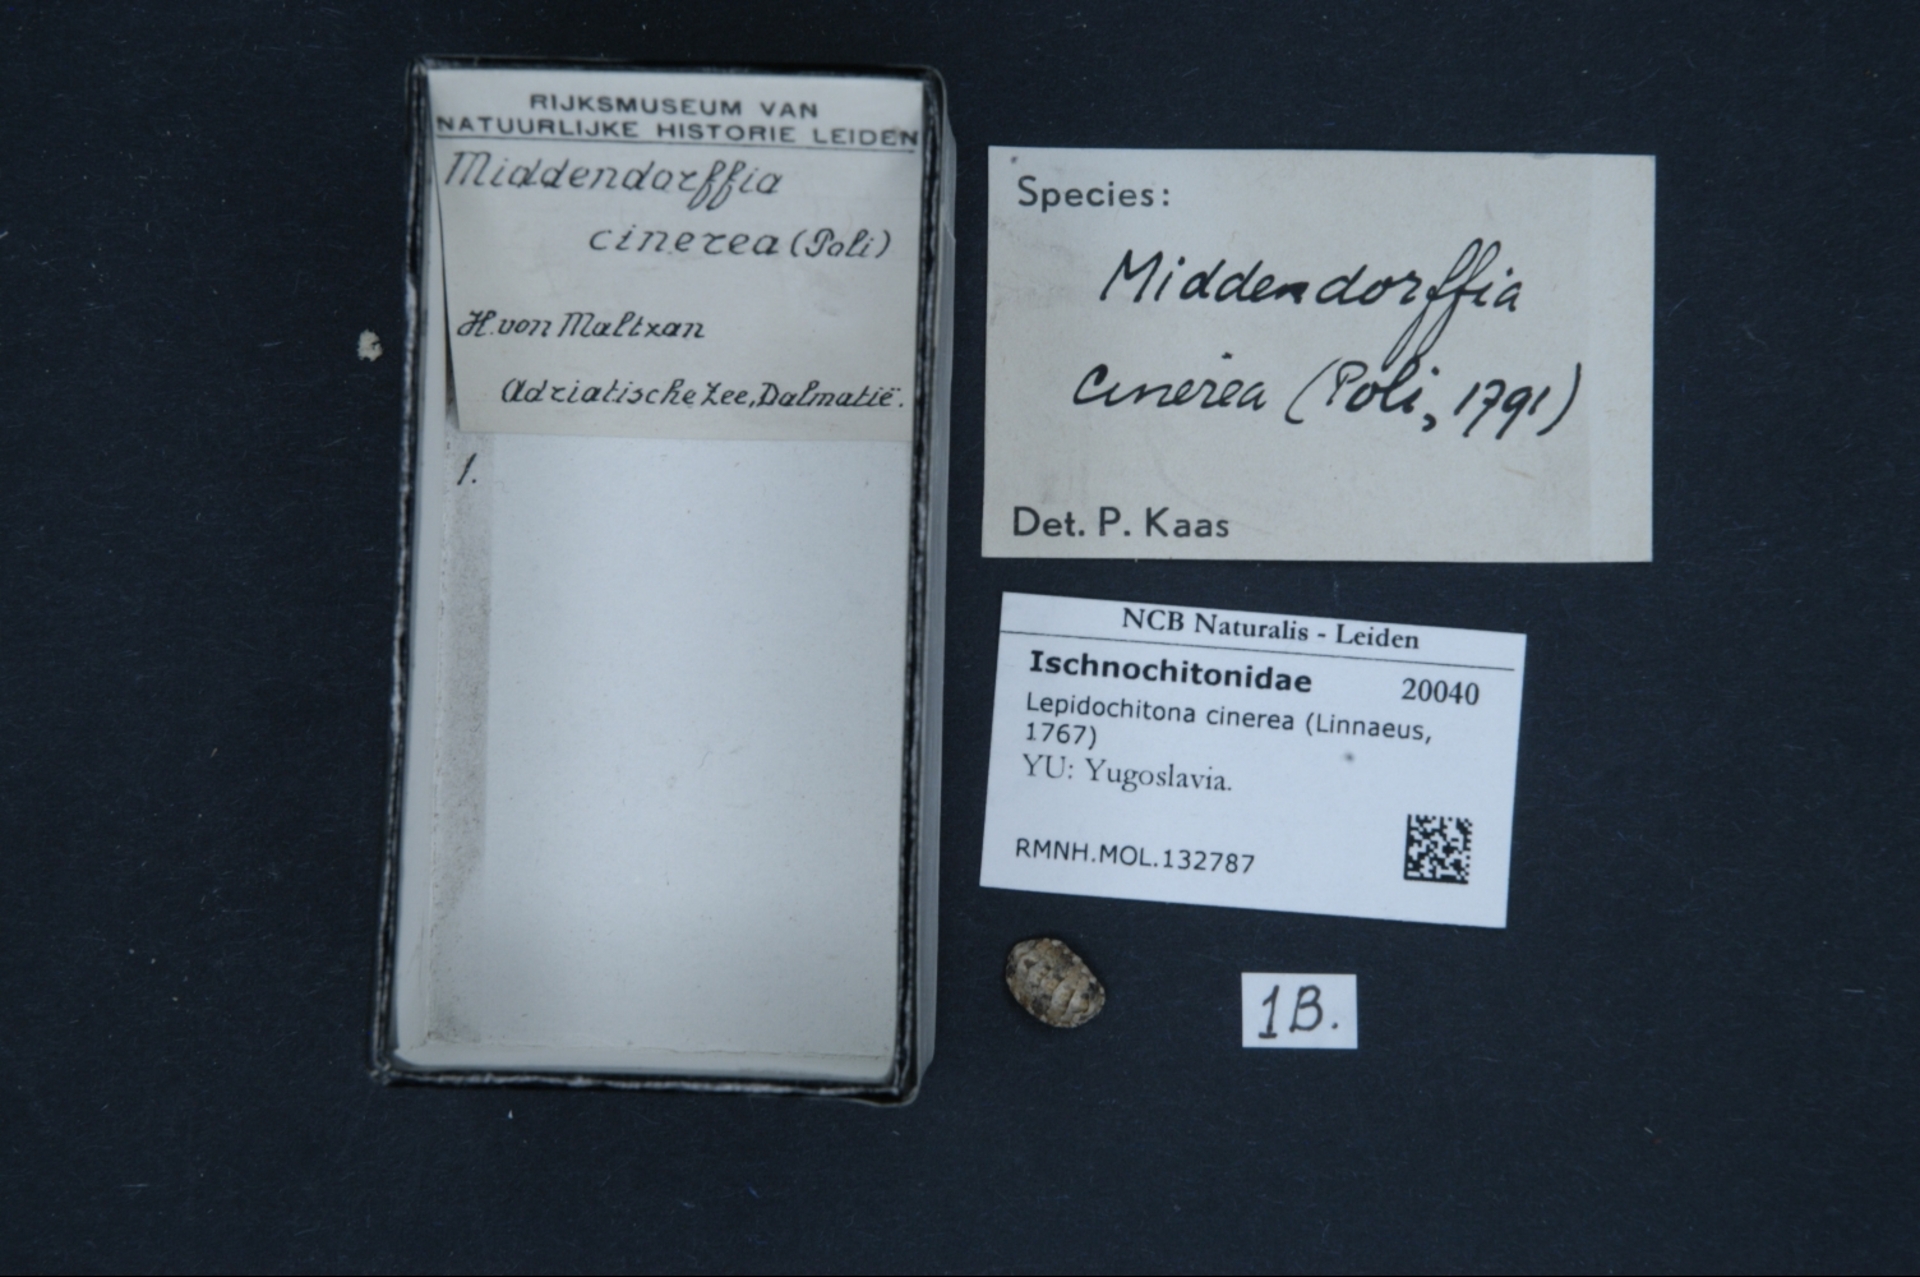 RIJKSMUSEUM VAN
NATUURLIJKE HISTORIE LEIDEN
Middendorffia
cinerea (Poli)
H. von Maltxan
Adriatische Zee, Dalmatië.
1.
Species:
Middendorffia
cinerea (Poli, 1791)
Det. P. Kaas
NCB Naturalis - Leiden
Ischnochitonidae 20040
Lepidochitona cinerea (Linnaeus,
1767)
YU: Yugoslavia.
RMNH.MOL.132787
1B.